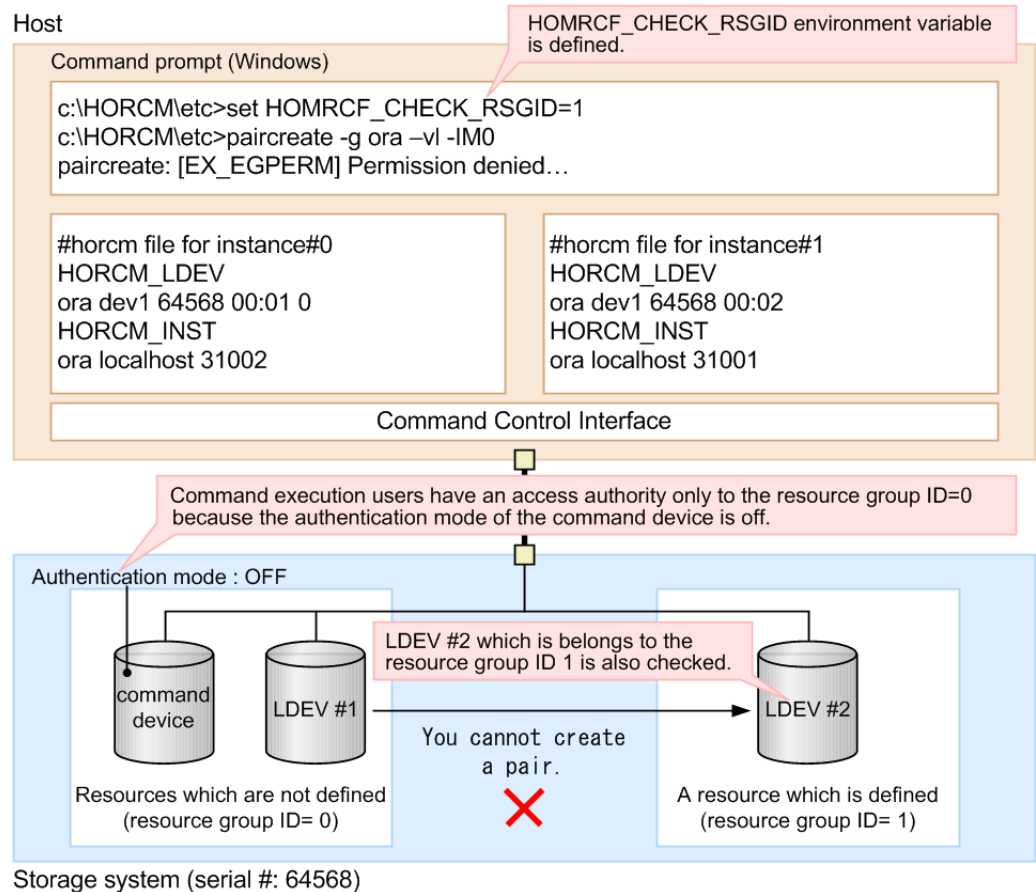 Host
HOMRCF_CHECK_RSGID environment variable
is defined.
Command prompt (Windows)
c:\HORCM\etc>set HOMRCF_CHECK_RSGID=1
c:\HORCM\etc>paircreate -g ora –vl -IM0
paircreate: [EX_EGPERM] Permission denied…
#horcm file for instance#0
HORCM_LDEV
ora dev1 64568 00:01 0
HORCM_INST
ora localhost 31002
#horcm file for instance#1
HORCM_LDEV
ora dev1 64568 00:02
HORCM_INST
ora localhost 31001
Command Control Interface
Command execution users have an access authority only to the resource group ID=0
because the authentication mode of the command device is off.
Authentication mode : OFF
LDEV #2 which is belongs to the
resource group ID 1 is also checked.
command
device
LDEV #1
LDEV #2
You cannot create
a pair.
Resources which are not defined
(resource group ID= 0)
A resource which is defined
(resource group ID= 1)
Storage system (serial #: 64568)